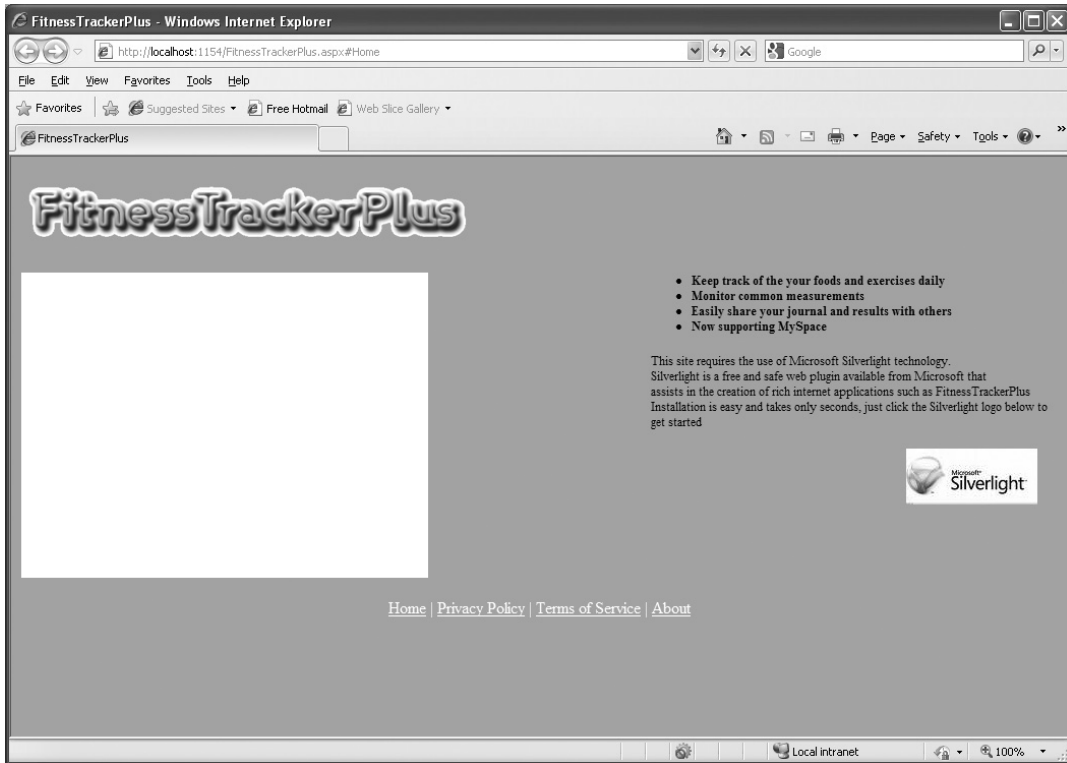 FitnessTrackerPlus - Windows Internet Explorer
http://localhost:1154/FitnessTrackerPlus.aspx#Home
Google
File Edit View Favorites Tools Help
Favorites Suggested Sites Free Hotmail Web Slice Gallery
FitnessTrackerPlus
Page Safety Tools »
FitnessTrackerPlus
• Keep track of the your foods and exercises daily
• Monitor common measurements
• Easily share your journal and results with others
• Now supporting MySpace
This site requires the use of Microsoft Silverlight technology.
Silverlight is a free and safe web plugin available from Microsoft that
assists in the creation of rich internet applications such as FitnessTrackerPlus
Installation is easy and takes only seconds, just click the Silverlight logo below to
get started
Microsoft
Silverlight
Home | Privacy Policy | Terms of Service | About
Local intranet
100%